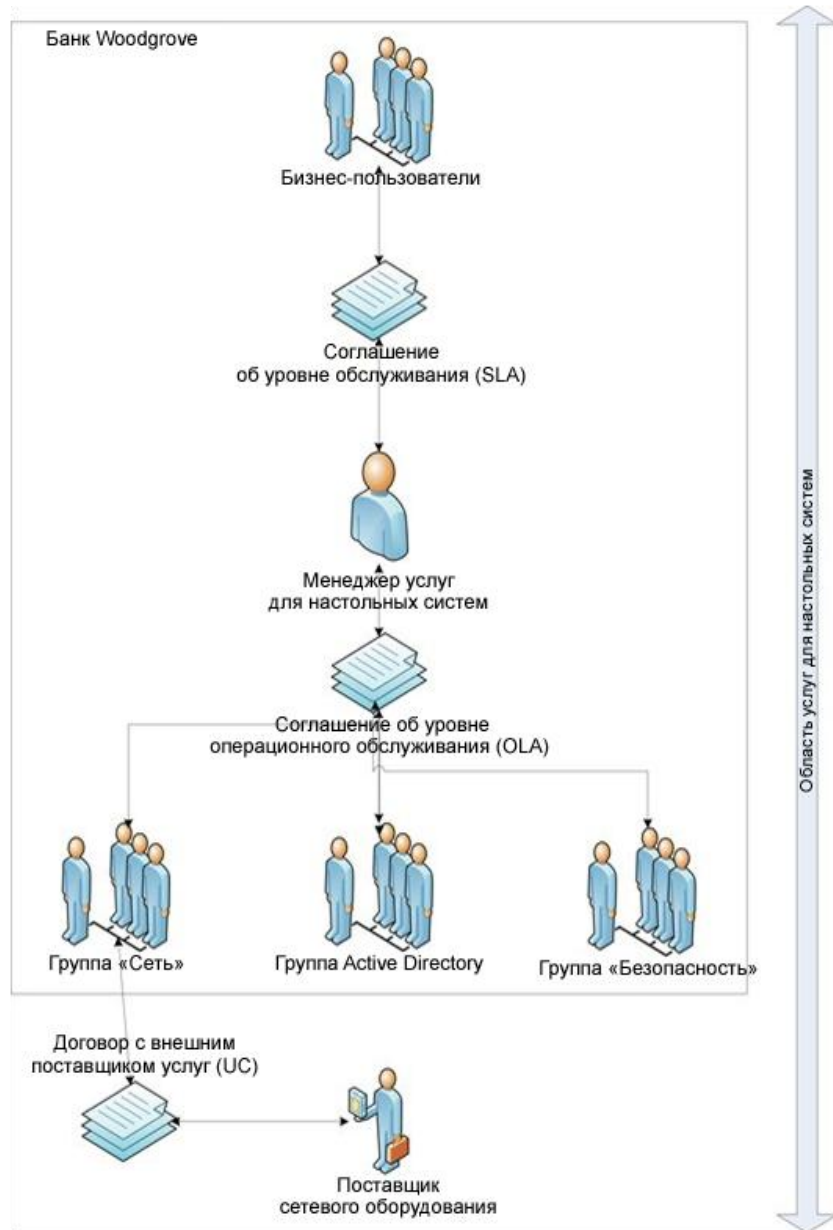 Банк Woodgrove
Бизнес-пользователи
Соглашение
об уровне обслуживания (SLA)
Менеджер услуг
для настольных систем
Соглашение об уровне
операционного обслуживания (OLA)
Группа «Сеть»
Группа Active Directory
Группа «Безопасность»
Договор с внешним
поставщиком услуг (UC)
Поставщик
сетевого оборудования
Область услуг для настольных систем